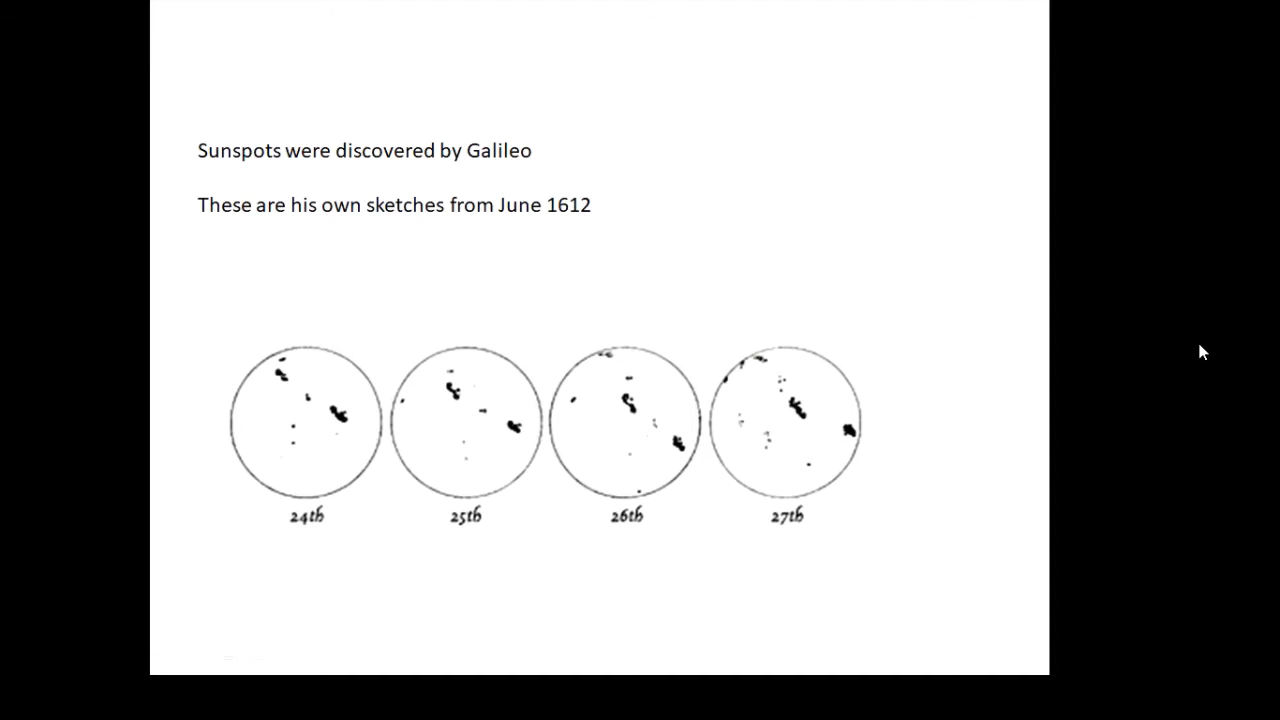 Sunspots were discovered by Galileo
These are his own sketches from June 1612
24th 25th 26th 27th